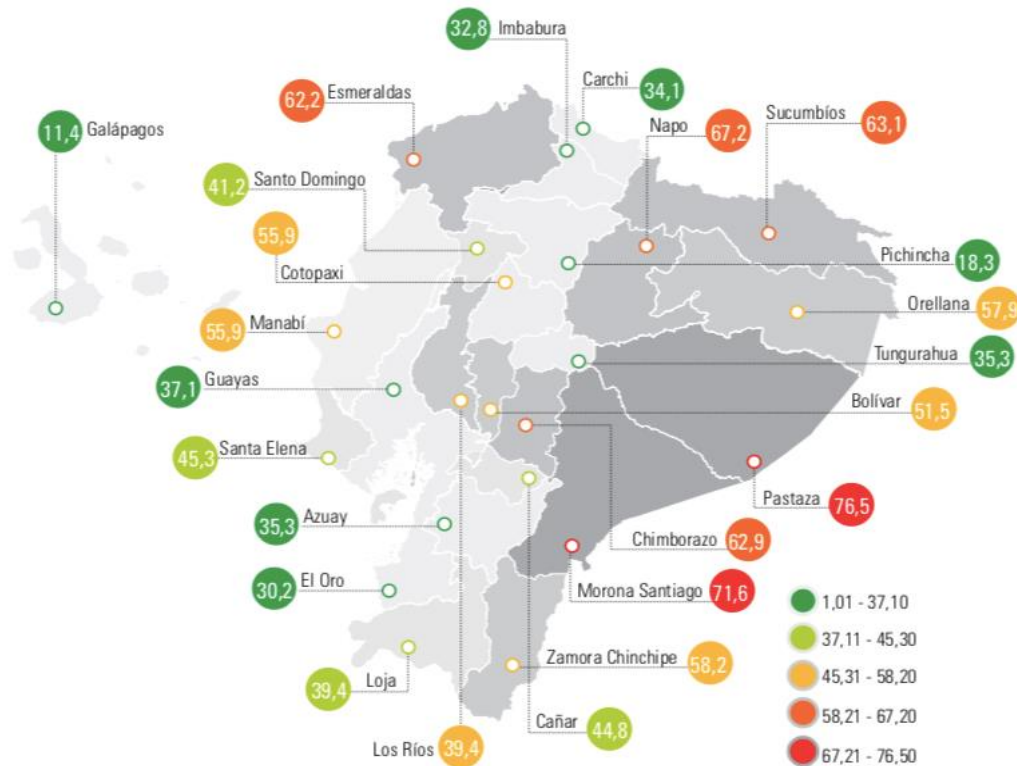 32,8 Imbabura
Carchi 34,1
62,2 Esmeraldas
Napo 67,2
Sucumbíos 63,1
11,4 Galápagos
41,2 Santo Domingo
55,9 Cotopaxi
Pichincha 18,3
Orellana 57,9
55,9 Manabí
Tungurahua 35,3
37,1 Guayas
Bolívar 51,5
45,3 Santa Elena
Pastaza 76,5
35,3 Azuay
Chimborazo 62,9
30,2 El Oro
Morona Santiago 71,6
39,4 Loja
Zamora Chinchipe 58,2
Cañar 44,8
Los Ríos 39,4
1,01 - 37,10
37,11 - 45,30
45,31 - 58,20
58,21 - 67,20
67,21 - 76,50